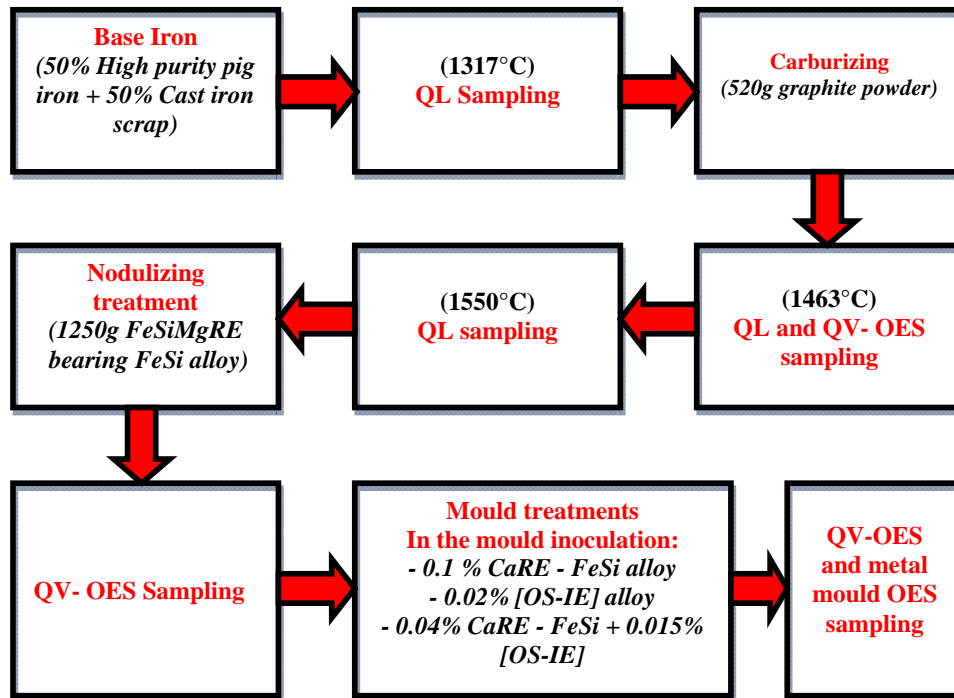 Base Iron
(50% High purity pig
iron + 50% Cast iron
scrap)
(1317°C)
QL Sampling
Carburizing
(520g graphite powder)
(1463°C)
QL and QV- OES
sampling
(1550°C)
QL sampling
Nodulizing
treatment
(1250g FeSiMgRE
bearing FeSi alloy)
QV- OES Sampling
Mould treatments
In the mould inoculation:
- 0.1 % CaRE - FeSi alloy
- 0.02% [OS-IE] alloy
- 0.04% CaRE - FeSi + 0.015%
[OS-IE]
QV-OES
and metal
mould OES
sampling